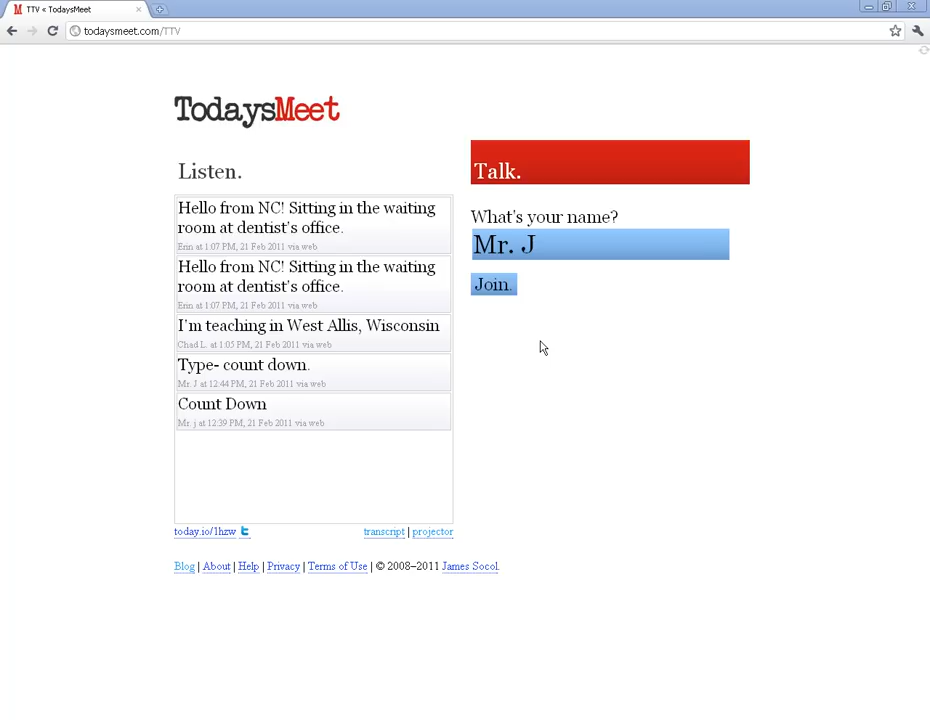 TTV « TodaysMeet
todaysmeet.com/TTV
TodaysMeet
Listen.
Hello from NC! Sitting in the waiting
room at dentist's office.
Erin at 1:07 PM, 21 Feb 2011 via web
Hello from NC! Sitting in the waiting
room at dentist's office.
Erin at 1:07 PM, 21 Feb 2011 via web
I'm teaching in West Allis, Wisconsin
Chad L. at 1:05 PM, 21 Feb 2011 via web
Type- count down.
Mr. J at 12:44 PM, 21 Feb 2011 via web
Count Down
Mr. j at 12:39 PM, 21 Feb 2011 via web
today.io/1hzw
transcript | projector
Talk.
What's your name?
Mr. J
Join.
Blog | About | Help | Privacy | Terms of Use | © 2008–2011 James Socol.